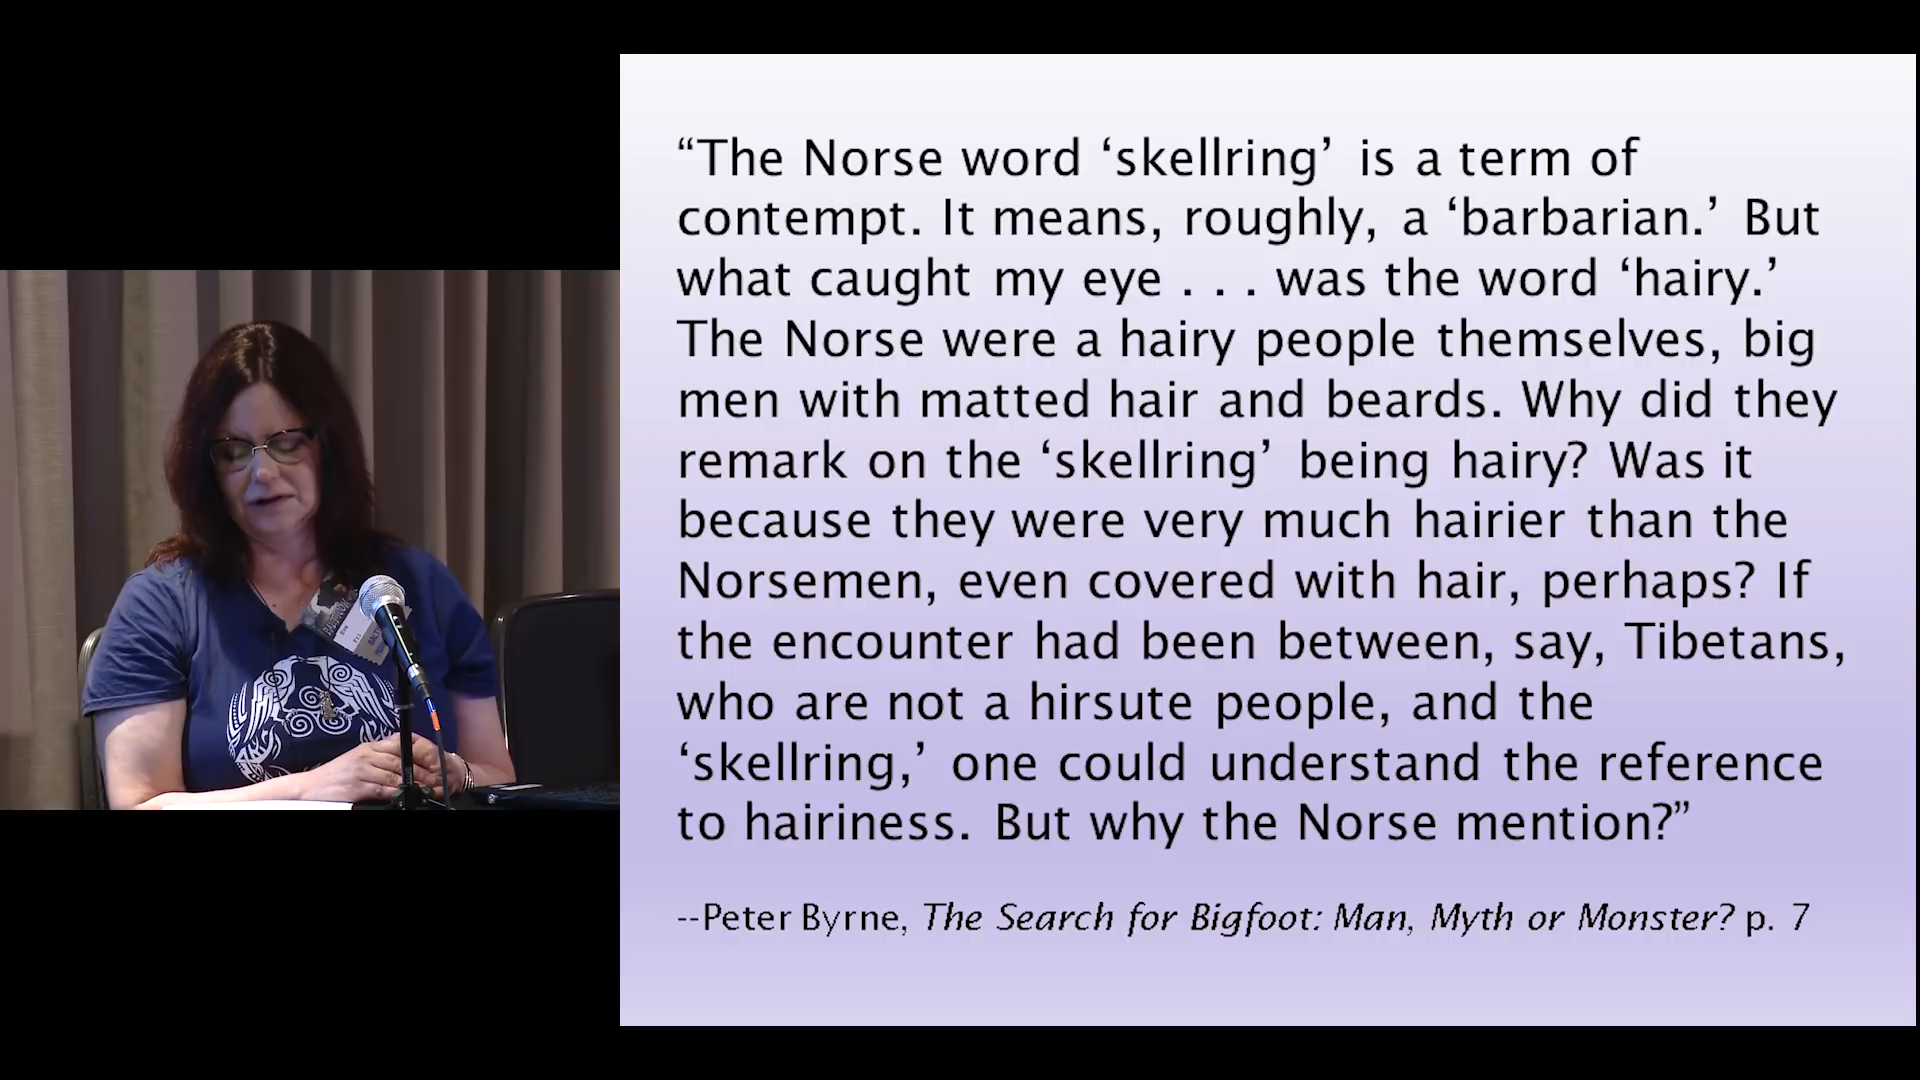 “The Norse word ‘skellring’ is a term of
contempt. It means, roughly, a ‘barbarian.’ But
what caught my eye . . . was the word ‘hairy.’
The Norse were a hairy people themselves, big
men with matted hair and beards. Why did they
remark on the ‘skellring’ being hairy? Was it
because they were very much hairier than the
Norsemen, even covered with hair, perhaps? If
the encounter had been between, say, Tibetans,
who are not a hirsute people, and the
‘skellring,’ one could understand the reference
to hairiness. But why the Norse mention?”
--Peter Byrne, The Search for Bigfoot: Man, Myth or Monster? p. 7